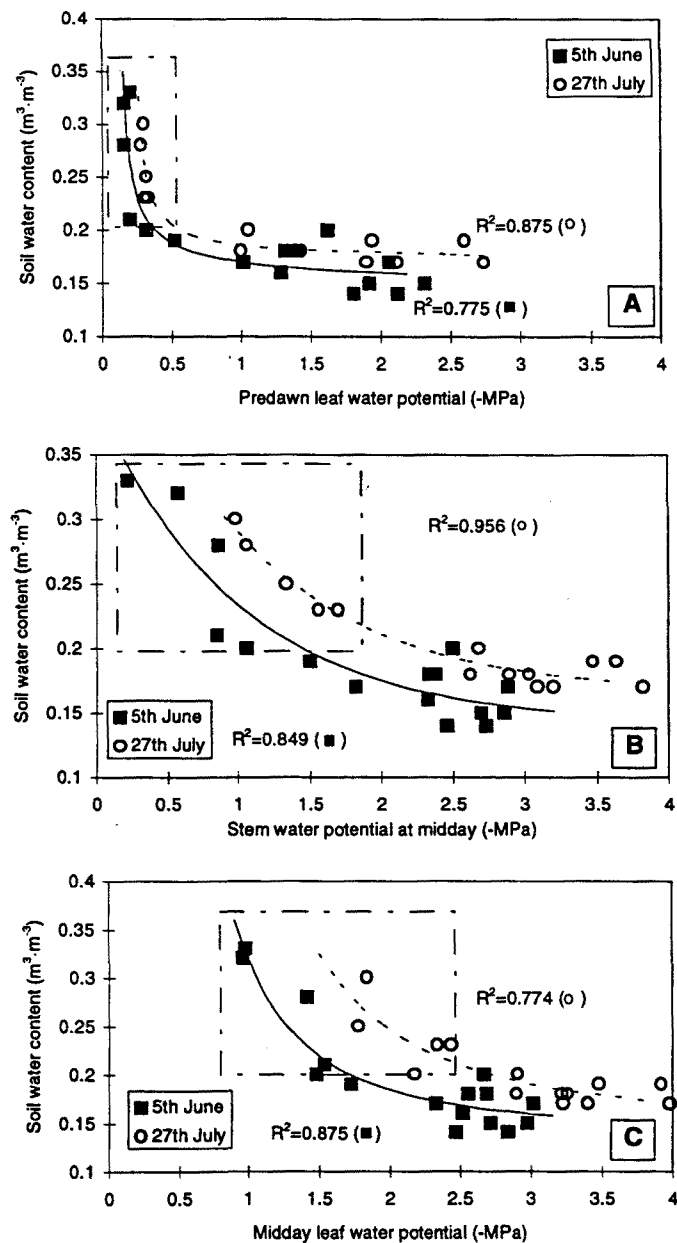 0.4
0.35
0.3
0.25
0.2
0.15
0.1
Soil water content (m³·m⁻³)
■ 5th June
○ 27th July
R²=0.875 (○)
R²=0.775 (■)
A
0 0.5 1 1.5 2 2.5 3 3.5 4
Predawn leaf water potential (-MPa)
0.35
0.3
0.25
0.2
0.15
0.1
Soil water content (m³·m⁻³)
R²=0.956 (○)
■ 5th June
○ 27th July
R²=0.849 (■)
B
0 0.5 1 1.5 2 2.5 3 3.5 4
Stem water potential at midday (-MPa)
0.4
0.35
0.3
0.25
0.2
0.15
0.1
Soil water content (m³·m⁻³)
R²=0.774 (○)
■ 5th June
○ 27th July
R²=0.875 (■)
C
0 0.5 1 1.5 2 2.5 3 3.5 4
Midday leaf water potential (-MPa)